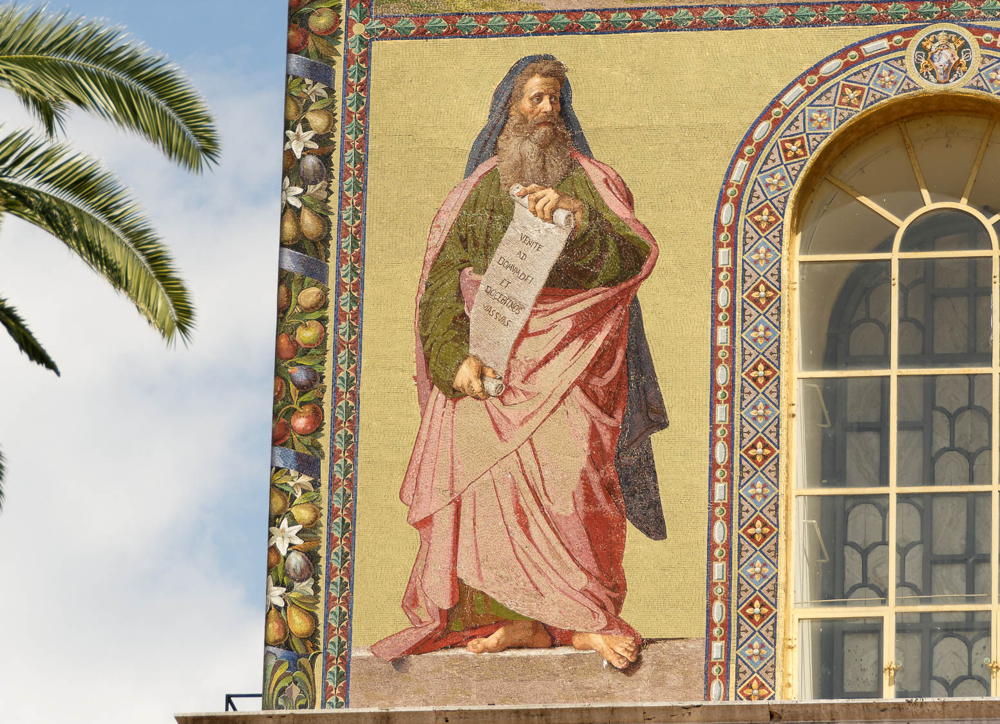 VENITE
AD
DOMVM DEI
ET
DOCEBIT NOS
VIAS SVAS